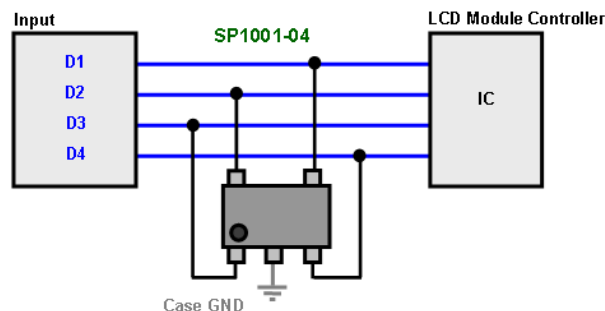 Input
LCD Module Controller
SP1001-04
D1
D2
D3
D4
IC
Case GND